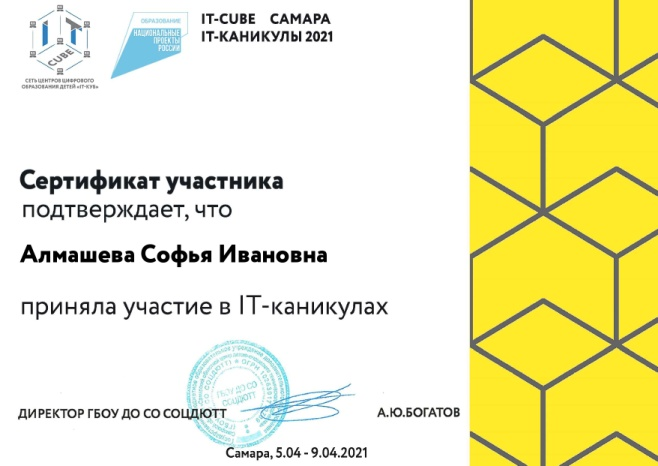 IT-CUBE САМАРА
IT-КАНИКУЛЫ 2021
ОБРАЗОВАНИЕ
НАЦИОНАЛЬНЫЕ
ПРОЕКТЫ
РОССИИ
IT
CUBE
СЕТЬ ЦЕНТРОВ ЦИФРОВОГО
ОБРАЗОВАНИЯ ДЕТЕЙ «IT-КУБ»
Сертификат участника
подтверждает, что
Алмашева Софья Ивановна
приняла участие в IT-каникулах
ГБОУ ДО СО
СОЦДЮТТ
ДИРЕКТОР ГБОУ ДО СО СОЦДЮТТ
А.Ю.БОГАТОВ
Самара, 5.04 - 9.04.2021